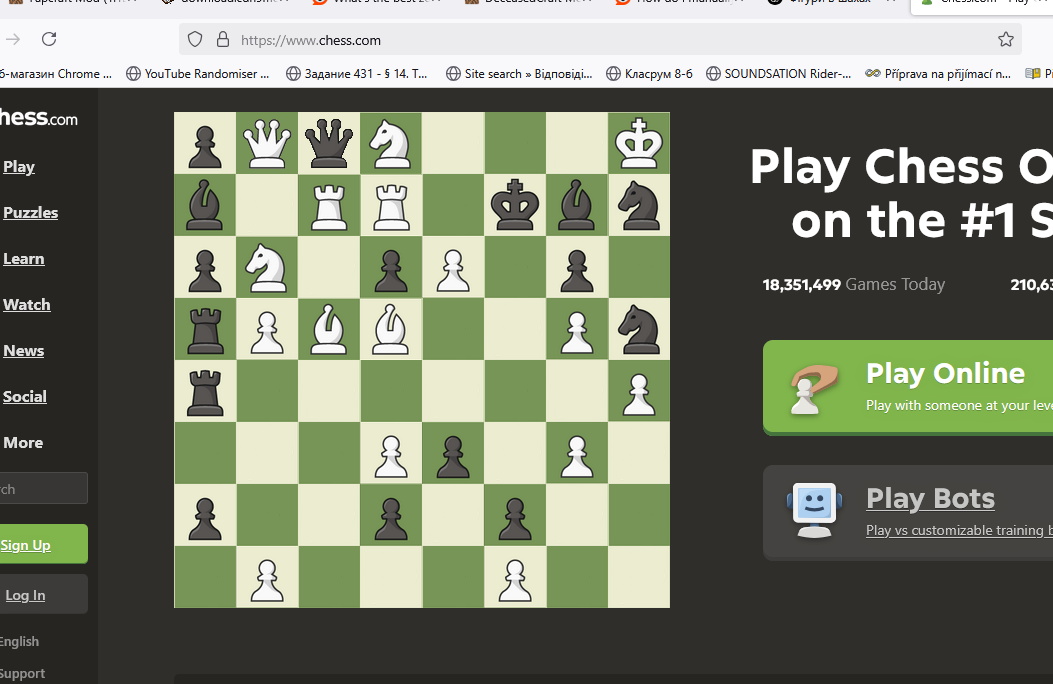 https://www.chess.com
б-магазин Chrome ... YouTube Randomiser ... Задание 431 - § 14. Т... Site search » Відповіді... Класрум 8-б SOUNDSATION Rider-... Příprava na přijímací n...
hess.com
Play
Puzzles
Learn
Watch
News
Social
More
rch
Sign Up
Log In
English
Support
Play Chess O
on the #1 S
18,351,499 Games Today 210,63
Play Online
Play with someone at your leve
Play Bots
Play vs customizable training b